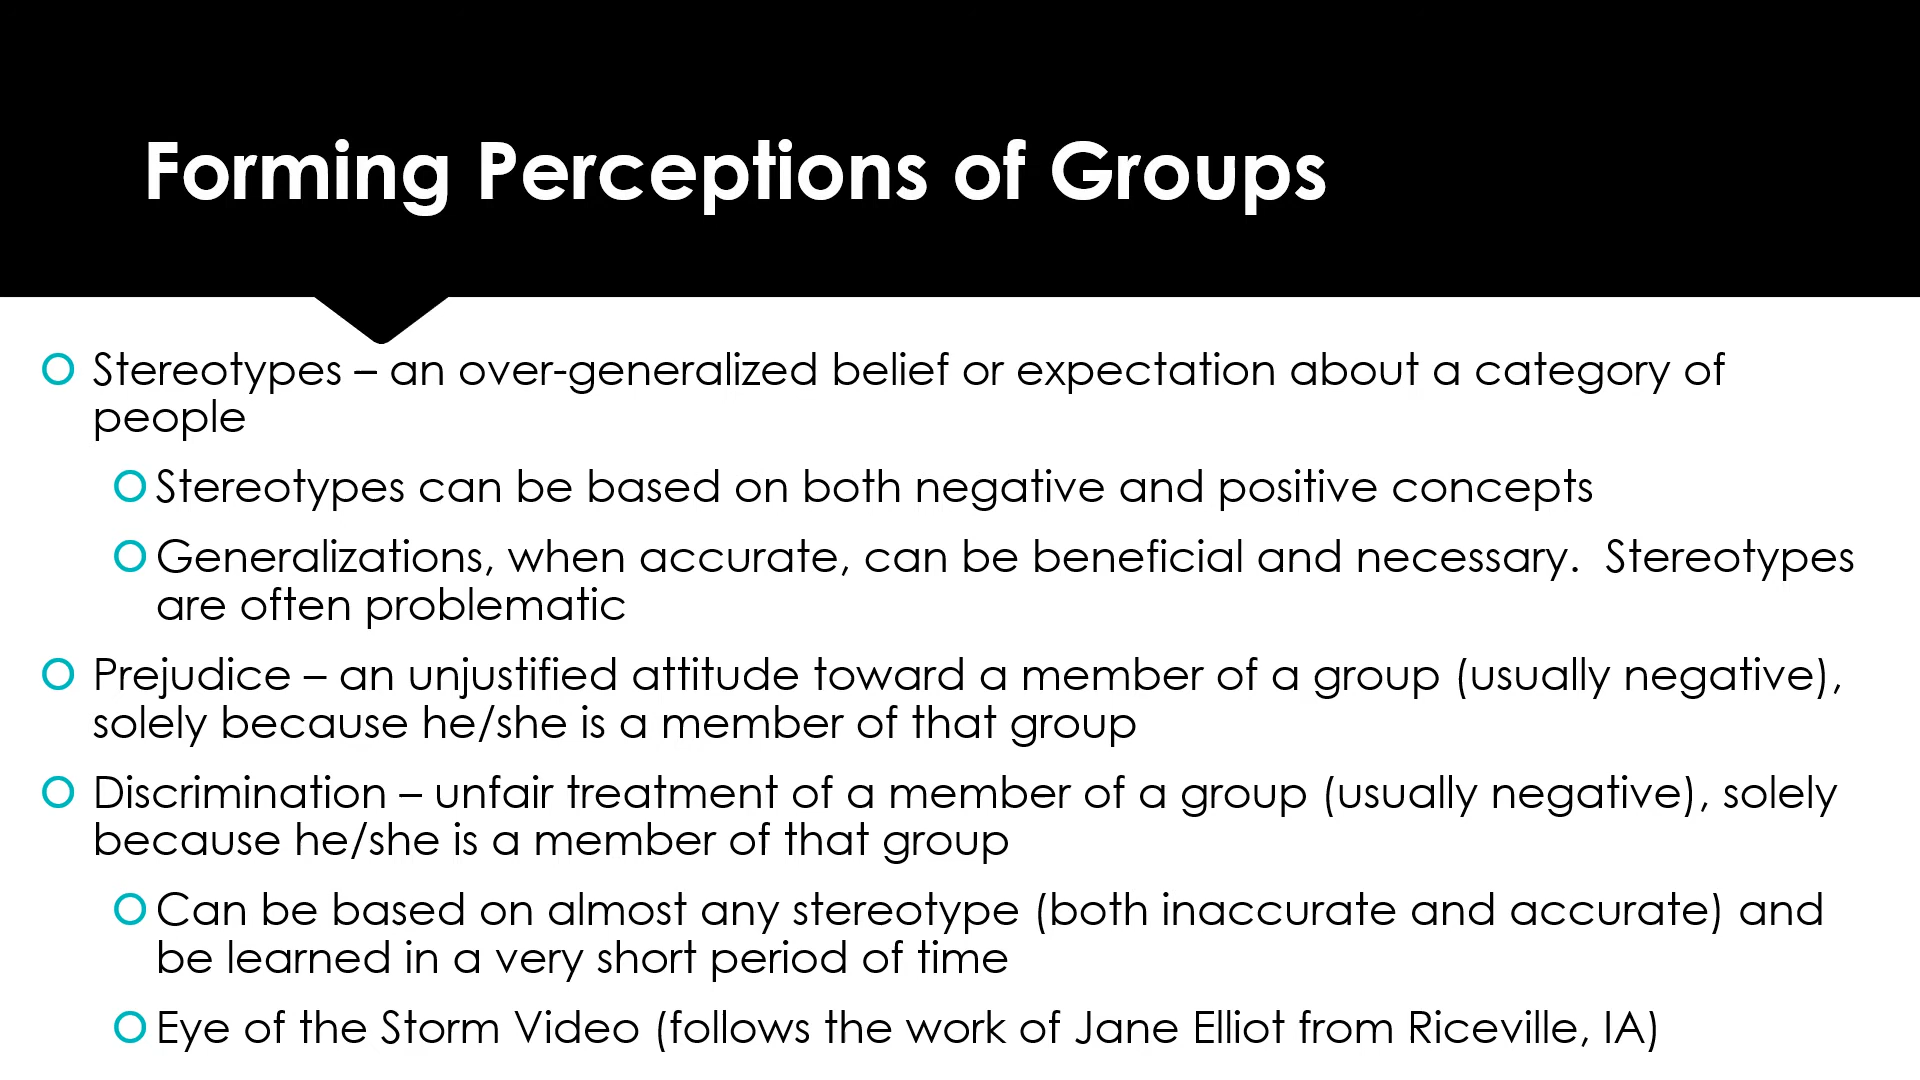 Forming Perceptions of Groups
Stereotypes – an over-generalized belief or expectation about a category of
people
Stereotypes can be based on both negative and positive concepts
Generalizations, when accurate, can be beneficial and necessary.  Stereotypes
are often problematic
Prejudice – an unjustified attitude toward a member of a group (usually negative),
solely because he/she is a member of that group
Discrimination – unfair treatment of a member of a group (usually negative), solely
because he/she is a member of that group
Can be based on almost any stereotype (both inaccurate and accurate) and
be learned in a very short period of time
Eye of the Storm Video (follows the work of Jane Elliot from Riceville, IA)